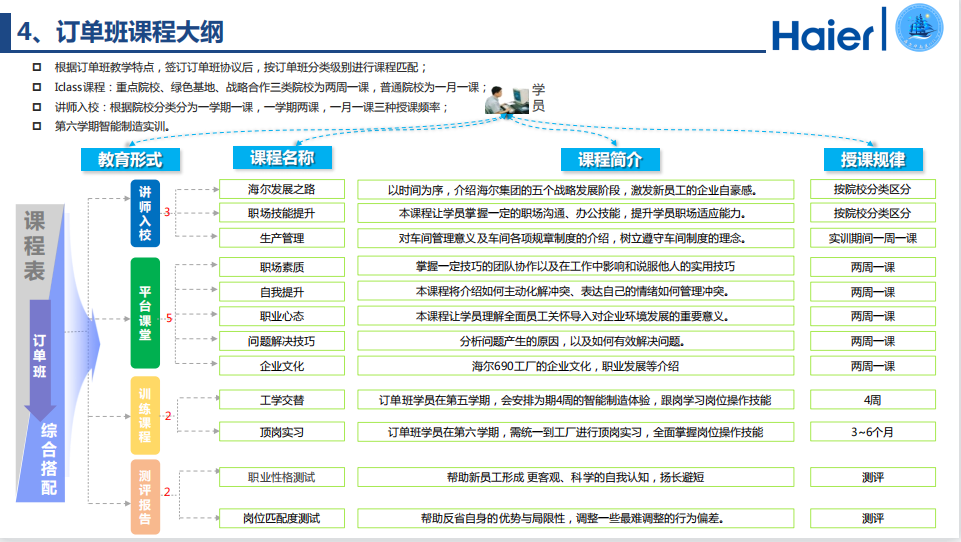 4、订单班课程大纲
Haier
根据订单班教学特点，签订订单班协议后，按订单班分类级别进行课程匹配；
Iclass课程：重点院校、绿色基地、战略合作三类院校为两周一课，普通院校为一月一课；
讲师入校：根据院校分类分为一学期一课，一学期两课，一月一课三种授课频率；
第六学期智能制造实训。
学员
教育形式
课程名称
课程简介
授课规律
课程表
订单班
综合搭配
讲师入校
3
海尔发展之路
以时间为序，介绍海尔集团的五个战略发展阶段，激发新员工的企业自豪感。
按院校分类区分
职场技能提升
本课程让学员掌握一定的职场沟通、办公技能，提升学员职场适应能力。
按院校分类区分
生产管理
对车间管理意义及车间各项规章制度的介绍，树立遵守车间制度的理念。
实训期间一周一课
平台课堂
5
职场素质
掌握一定技巧的团队协作以及在工作中影响和说服他人的实用技巧
两周一课
自我提升
本课程将介绍如何主动化解冲突、表达自己的情绪如何管理冲突。
两周一课
职业心态
本课程让学员理解全面员工关怀导入对企业环境发展的重要意义。
两周一课
问题解决技巧
分析问题产生的原因，以及如何有效解决问题。
两周一课
企业文化
海尔690工厂的企业文化，职业发展等介绍
两周一课
训练课程
2
工学交替
订单班学员在第五学期，会安排为期4周的智能制造体验，跟岗学习岗位操作技能
4周
顶岗实习
订单班学员在第六学期，需统一到工厂进行顶岗实习，全面掌握岗位操作技能
3~6个月
测评报告
2
职业性格测试
帮助新员工形成 更客观、科学的自我认知，扬长避短
测评
岗位匹配度测试
帮助反省自身的优势与局限性，调整一些最难调整的行为偏差。
测评